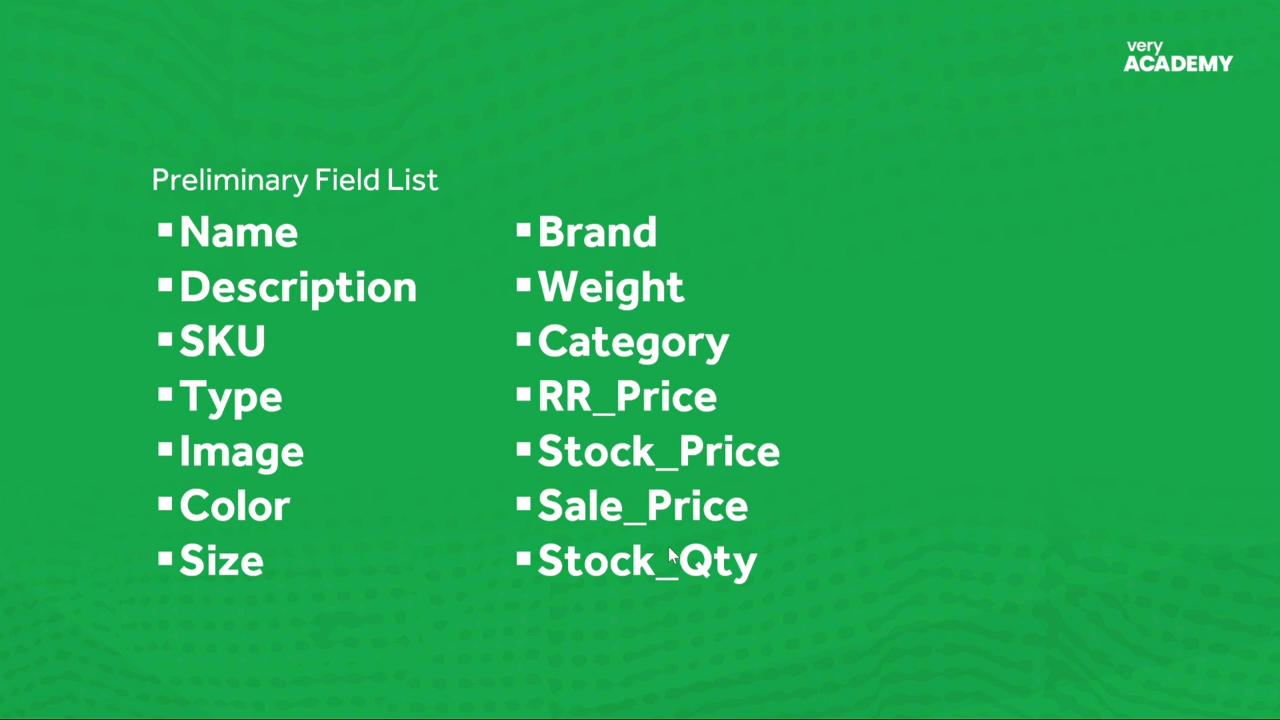 very
ACADEMY
Preliminary Field List
▪Name
▪Description
▪SKU
▪Type
▪Image
▪Color
▪Size
▪Brand
▪Weight
▪Category
▪RR_Price
▪Stock_Price
▪Sale_Price
▪Stock_Qty